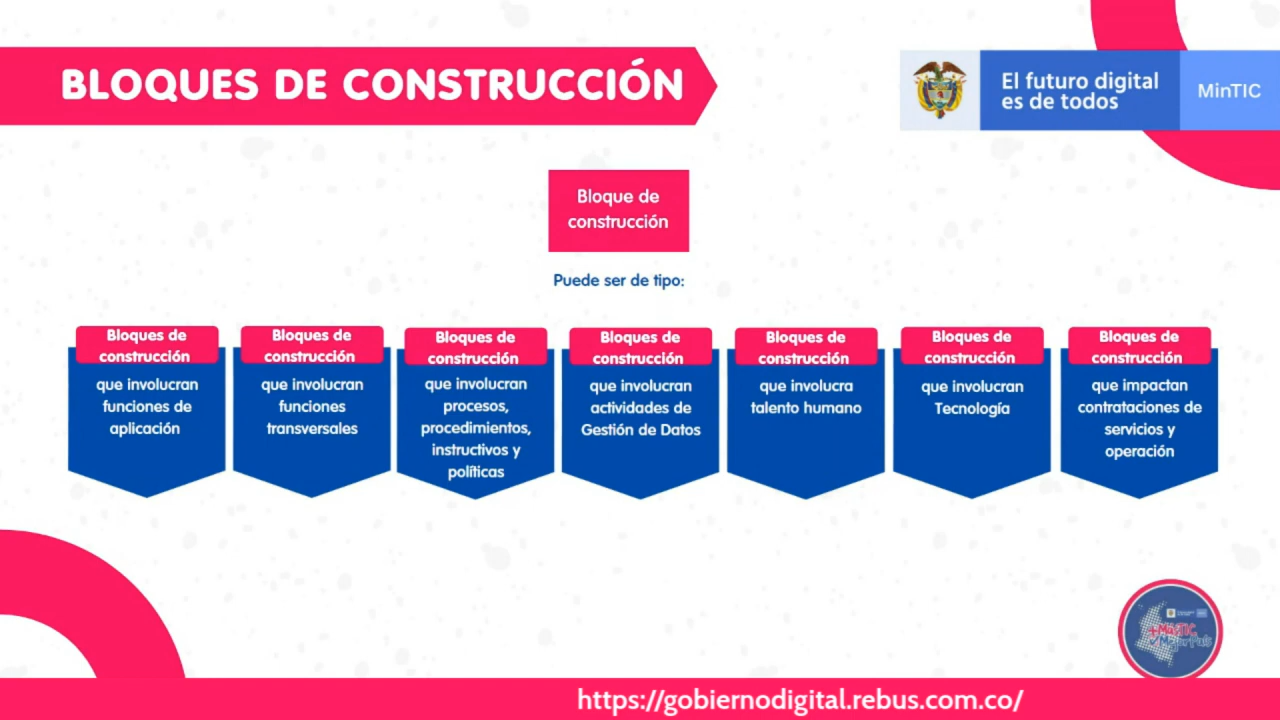 BLOQUES DE CONSTRUCCIÓN
El futuro digital
es de todos
MinTIC
Bloque de
construcción
Puede ser de tipo:
Bloques de
construcción
que involucran
funciones de
aplicación
Bloques de
construcción
que involucran
funciones
transversales
Bloques de
construcción
que involucran
procesos,
procedimientos,
instructivos y
políticas
Bloques de
construcción
que involucran
actividades de
Gestión de Datos
Bloques de
construcción
que involucra
talento humano
Bloques de
construcción
que involucran
Tecnología
Bloques de
construcción
que impactan
contrataciones de
servicios y
operación
+MinTIC
MejorPaís
https://gobiernodigital.rebus.com.co/